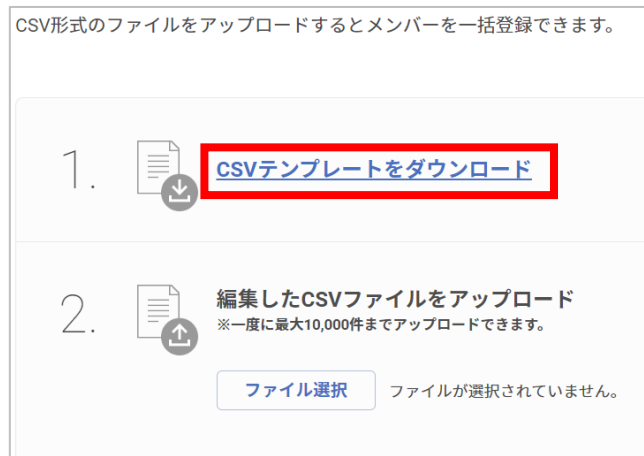 CSV形式のファイルをアップロードするとメンバーを一括登録できます。
1.
CSVテンプレートをダウンロード
2.
編集したCSVファイルをアップロード
※一度に最大10,000件までアップロードできます。
ファイル選択 ファイルが選択されていません。